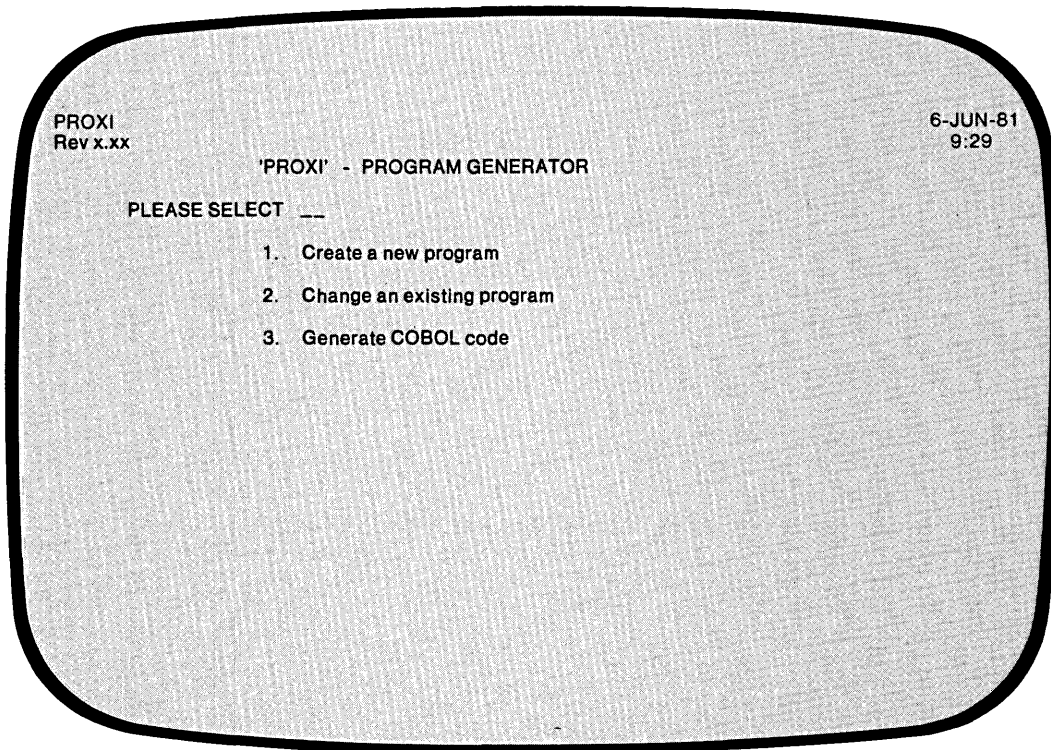 PROXI
6-JUN-81
Rev x.xx
9:29
'PROXI' - PROGRAM GENERATOR
PLEASE SELECT __
1. Create a new program
2. Change an existing program
3. Generate COBOL code